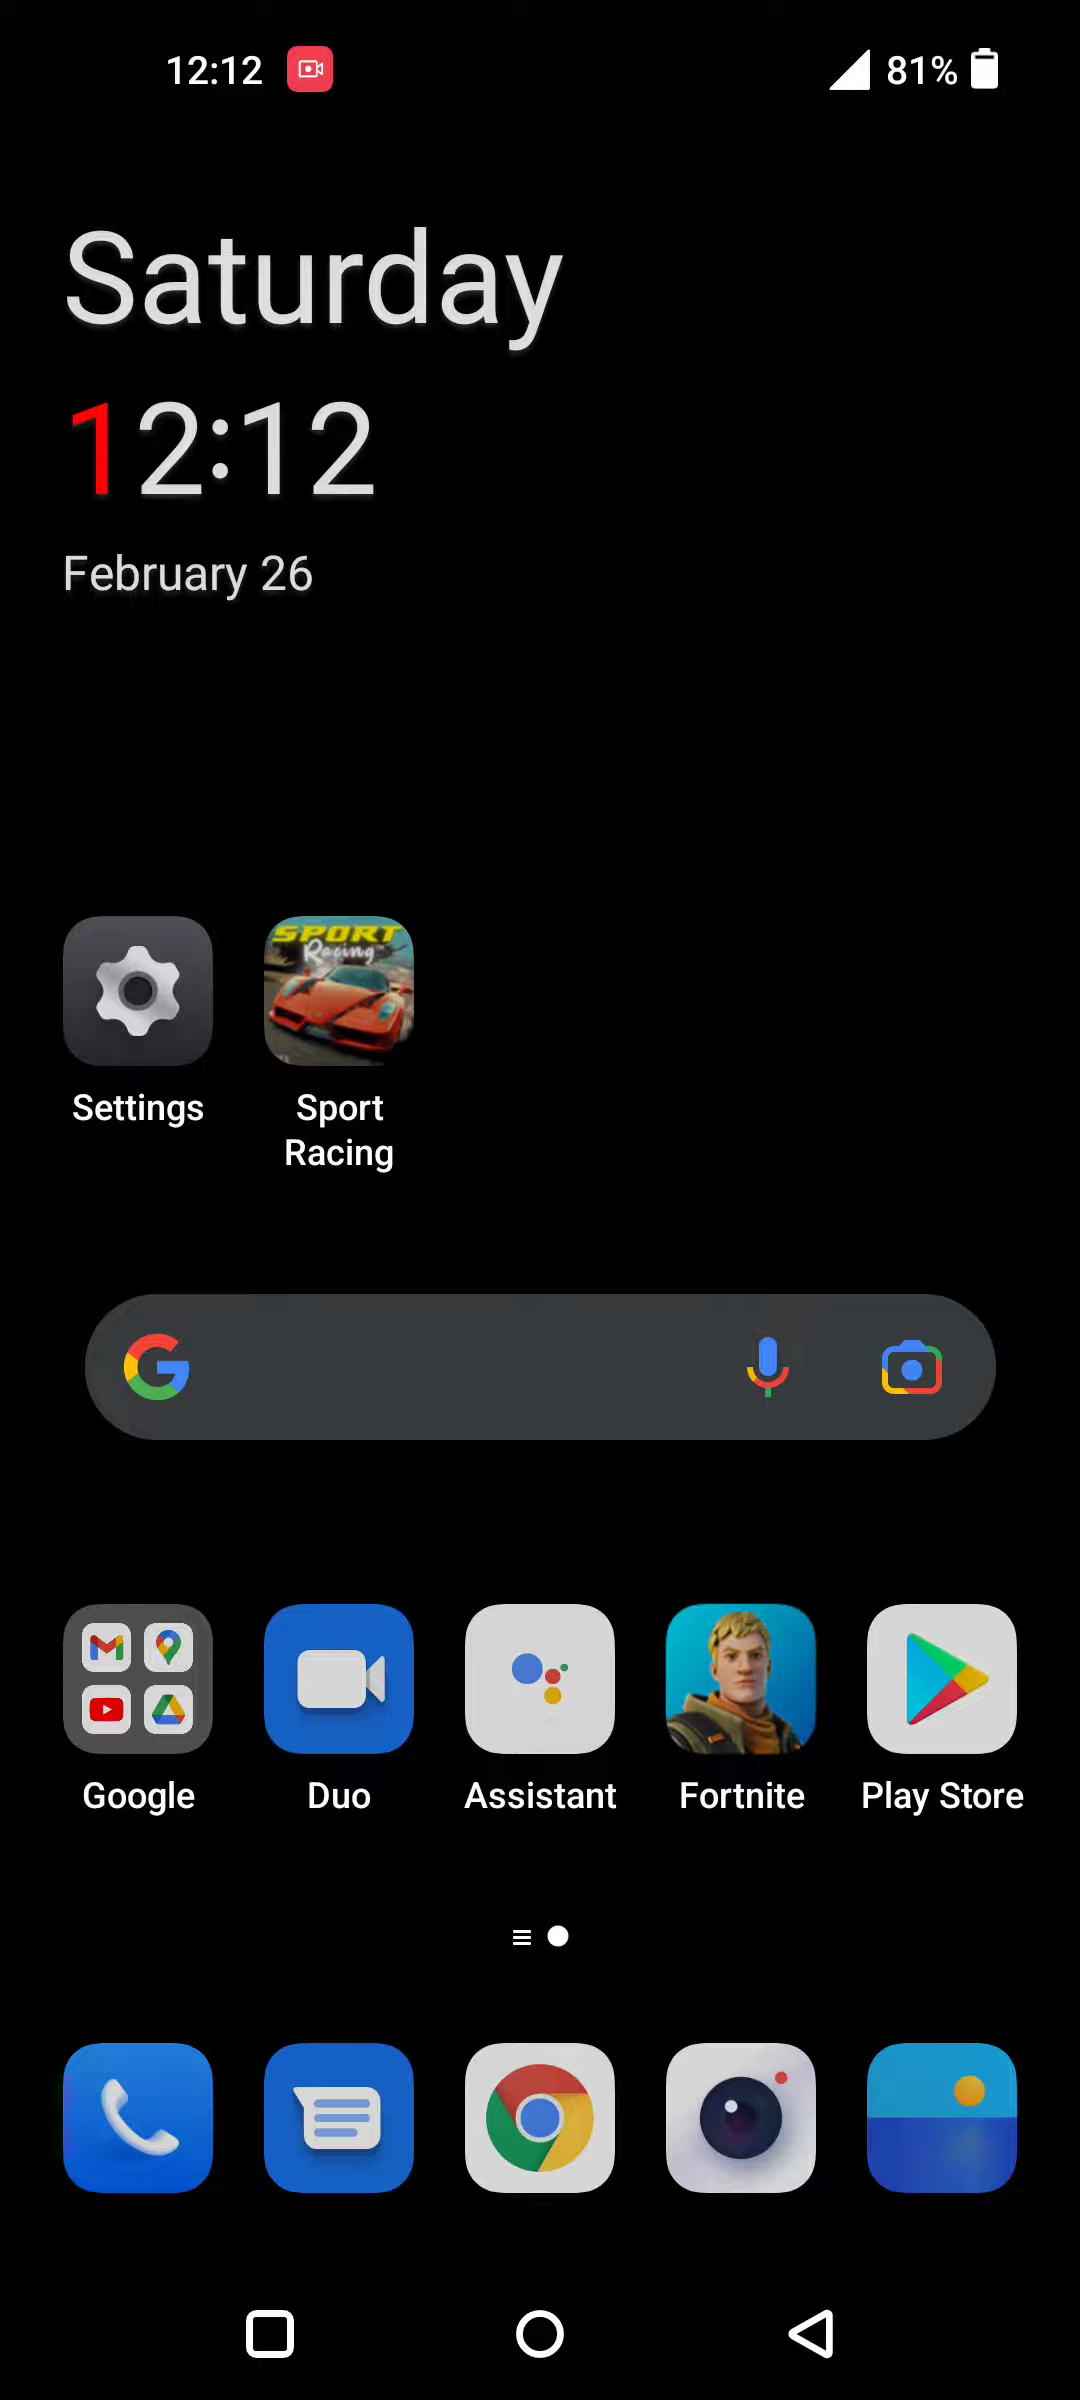 12:12
81%
Saturday
12:12
February 26
SPORT
Racing
Settings
Sport
Racing
Google
Duo
Assistant
Fortnite
Play Store